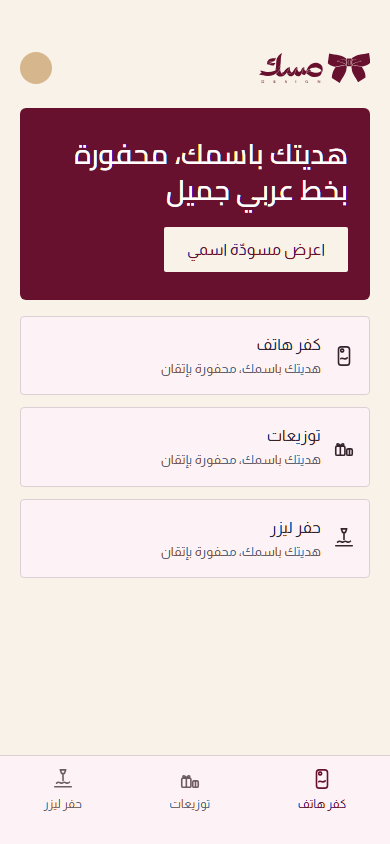 مسك
DESIGN
هديتك باسمك، محفورة
بخط عربي جميل
اعرض مسودّة اسمي
كفر هاتف
هديتك باسمك، محفورة بإتقان
توزيعات
هديتك باسمك، محفورة بإتقان
حفر ليزر
هديتك باسمك، محفورة بإتقان
كفر هاتف
توزيعات
حفر ليزر